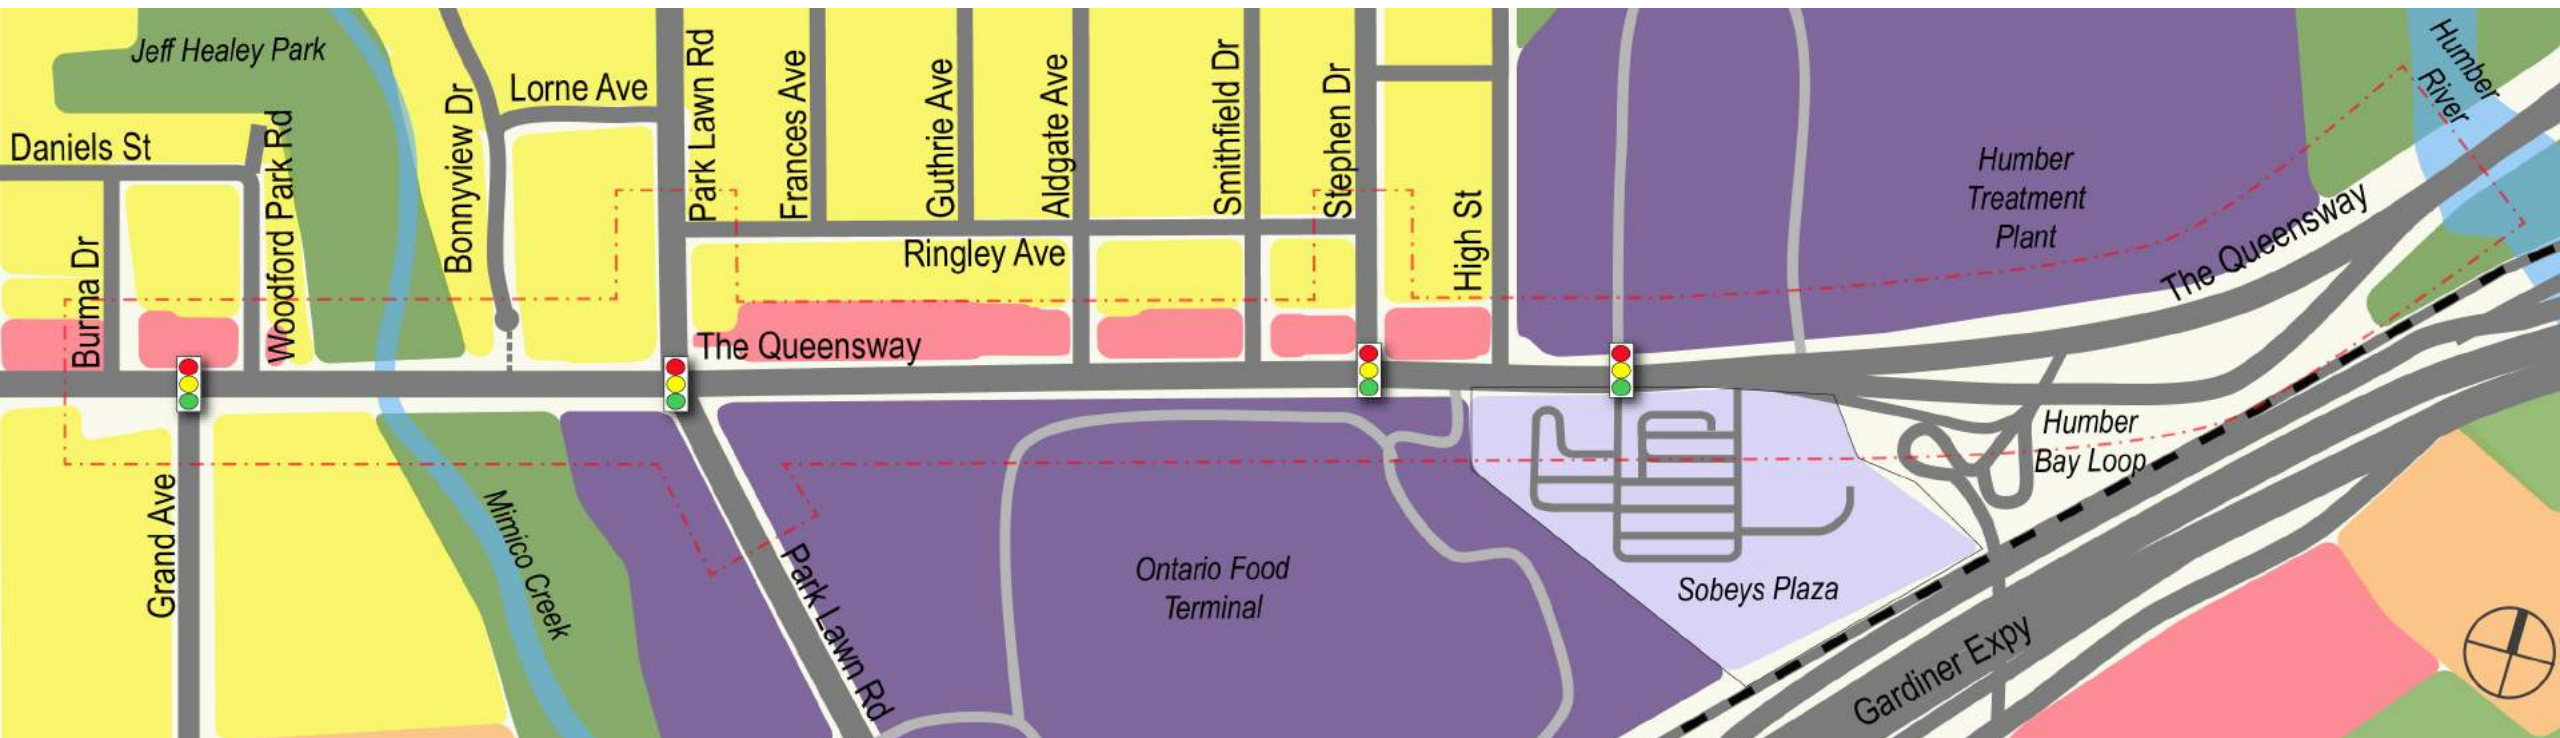 Jeff Healey Park
Daniels St
Burma Dr
Woodford Park Rd
Bonnyview Dr
Lorne Ave
Park Lawn Rd
Frances Ave
Guthrie Ave
Aldgate Ave
Smithfield Dr
Stephen Dr
High St
Ringley Ave
The Queensway
Humber
Treatment
Plant
The Queensway
Humber
River
Grand Ave
Mimico Creek
Park Lawn Rd
Ontario Food
Terminal
Sobeys Plaza
Humber
Bay Loop
Gardiner Expy